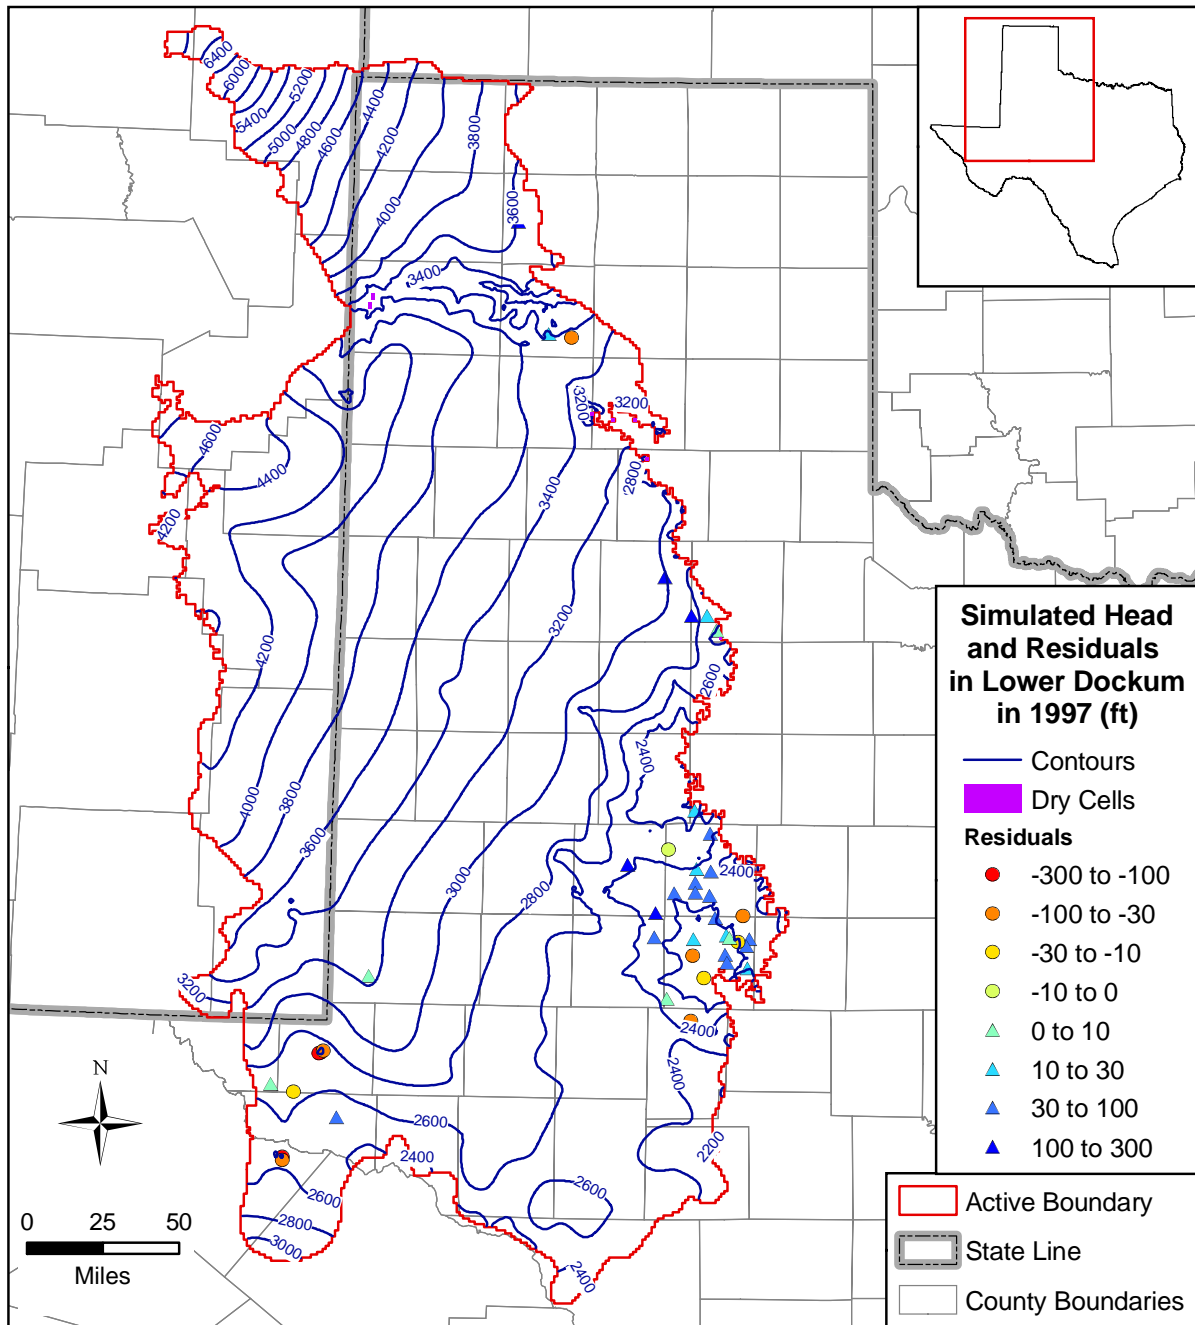 6400
6000
5200
5400
5000
4800
4600
4400
4200
4000
3800
3600
3400
3200
3200
2800
4600
4400
4200
3400
3200
4200
2600
2400
4000
3800
3600
3000
2800
2400
3200
2400
2400
2600
2400
2200
2600
2600
2800
3000
2400
Simulated Head
and Residuals
in Lower Dockum
in 1997 (ft)
Contours
Dry Cells
Residuals
-300 to -100
-100 to -30
-30 to -10
-10 to 0
0 to 10
10 to 30
30 to 100
100 to 300
Active Boundary
State Line
County Boundaries
N
0 25 50
Miles